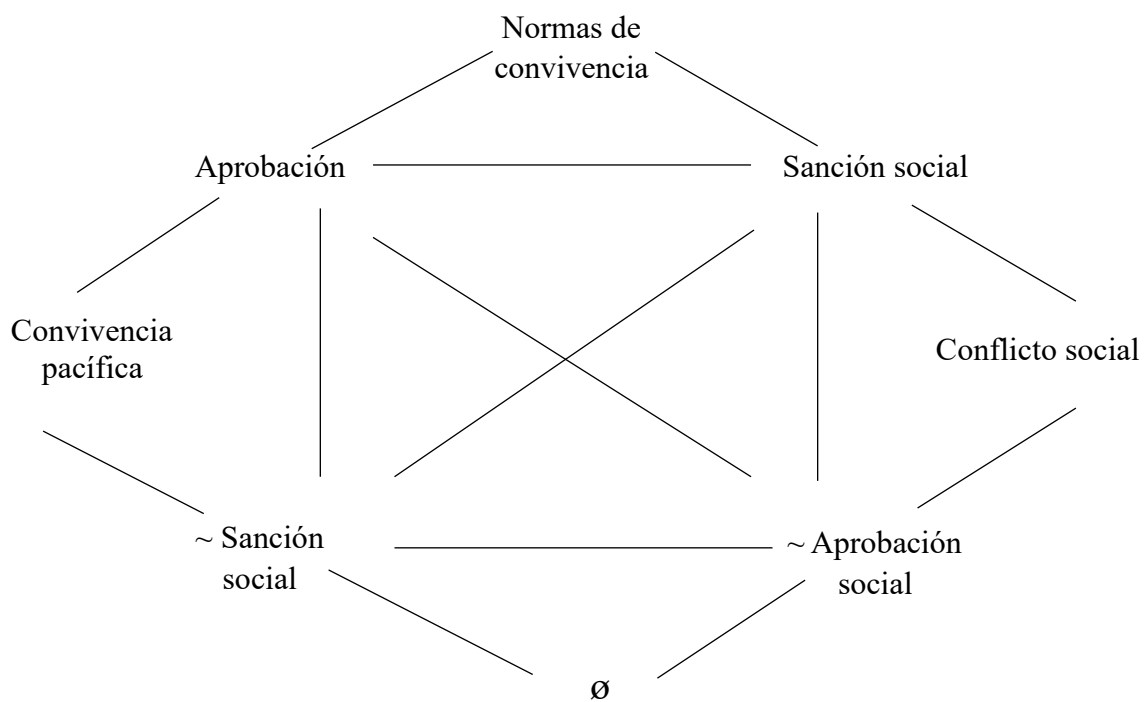 Normas de
convivencia
Aprobación
Sanción social
Convivencia
pacífica
Conflicto social
~ Sanción
social
~ Aprobación
social
ø